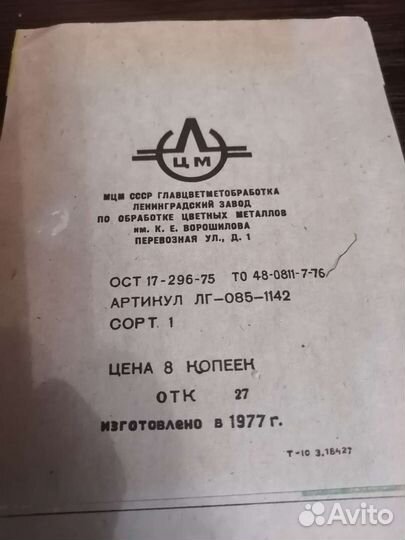 ЦМ
МЦМ СССР ГЛАВЦВЕТМЕТОБРАБОТКА
ЛЕНИНГРАДСКИЙ ЗАВОД
ПО ОБРАБОТКЕ ЦВЕТНЫХ МЕТАЛЛОВ
им. К. Е. ВОРОШИЛОВА
ПЕРЕВОЗНАЯ УЛ., Д. 1
ОСТ 17-296-75 ТО 48-0811-7-76
АРТИКУЛ ЛГ-085-1142
СОРТ 1
ЦЕНА 8 КОПЕЕК
ОТК 27
изготовлено в 1977 г.
Т-10 З.18427
Avito